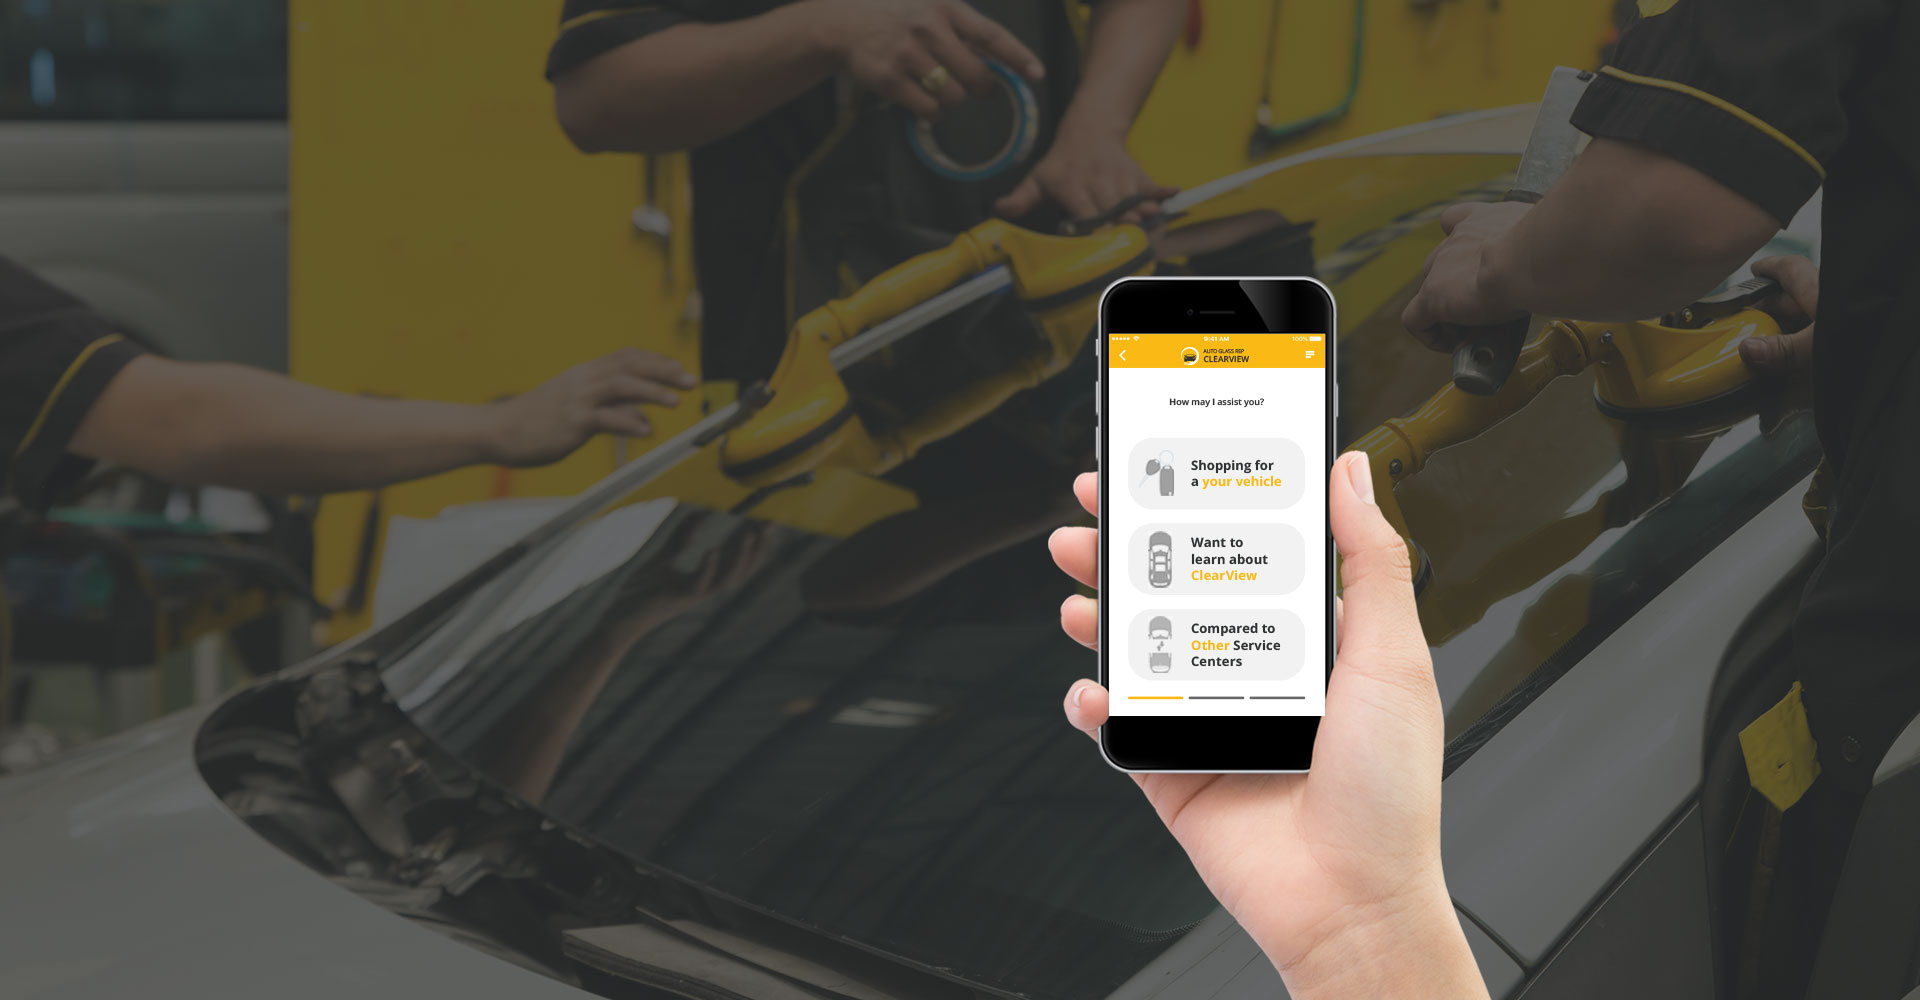 9:41 AM
100%
AUTO GLASS REP
CLEARVIEW
How may I assist you?
Shopping for
a your vehicle
Want to
learn about
ClearView
Compared to
Other Service
Centers